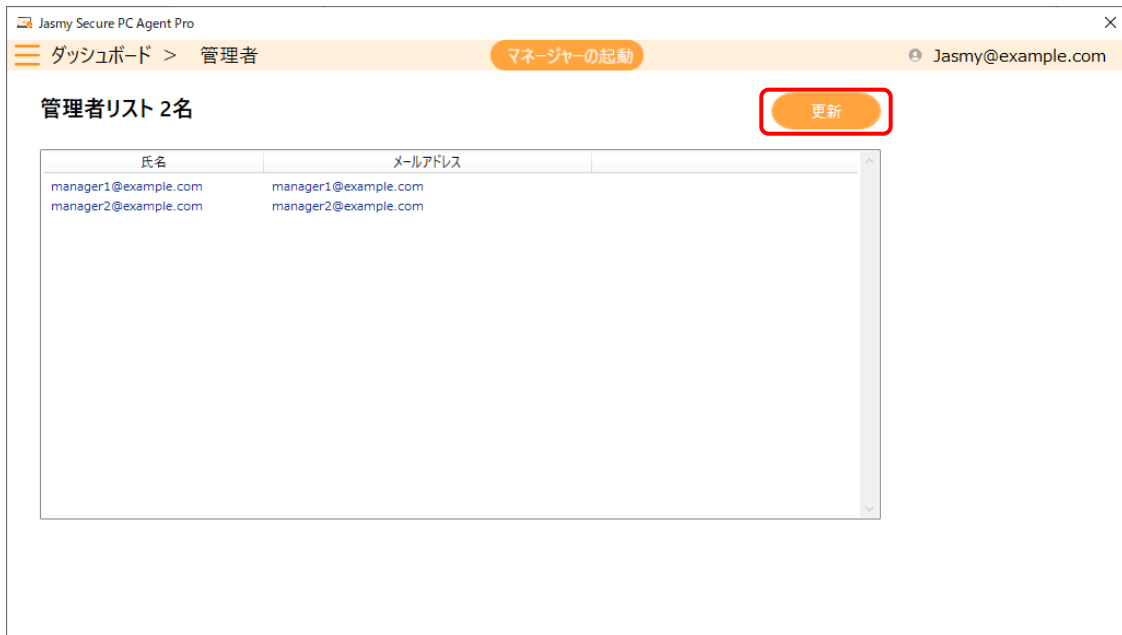 Jasmy Secure PC Agent Pro
ダッシュボード > 管理者 マネージャーの起動 Jasmy@example.com
管理者リスト 2名 更新
氏名 メールアドレス
manager1@example.com manager1@example.com
manager2@example.com manager2@example.com